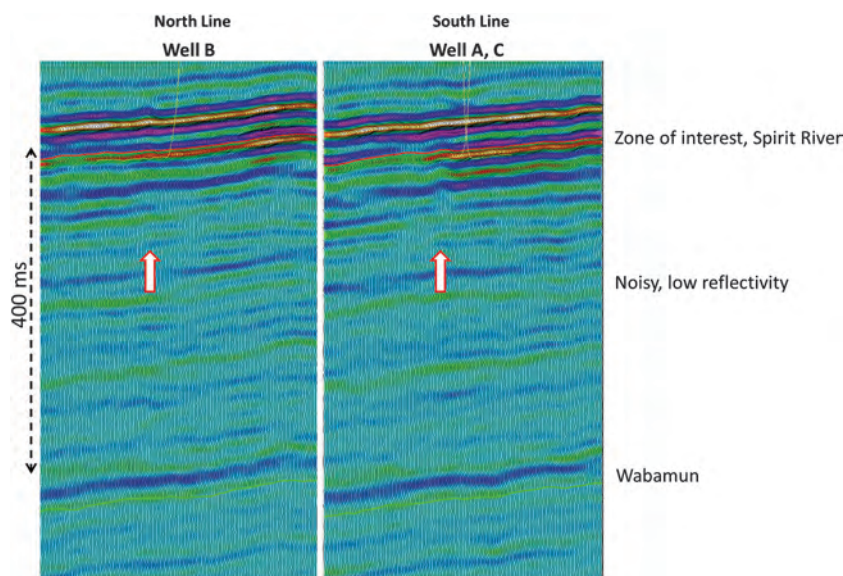 North Line
Well B
South Line
Well A, C
Zone of interest, Spirit River
400 ms
Noisy, low reflectivity
Wabamun